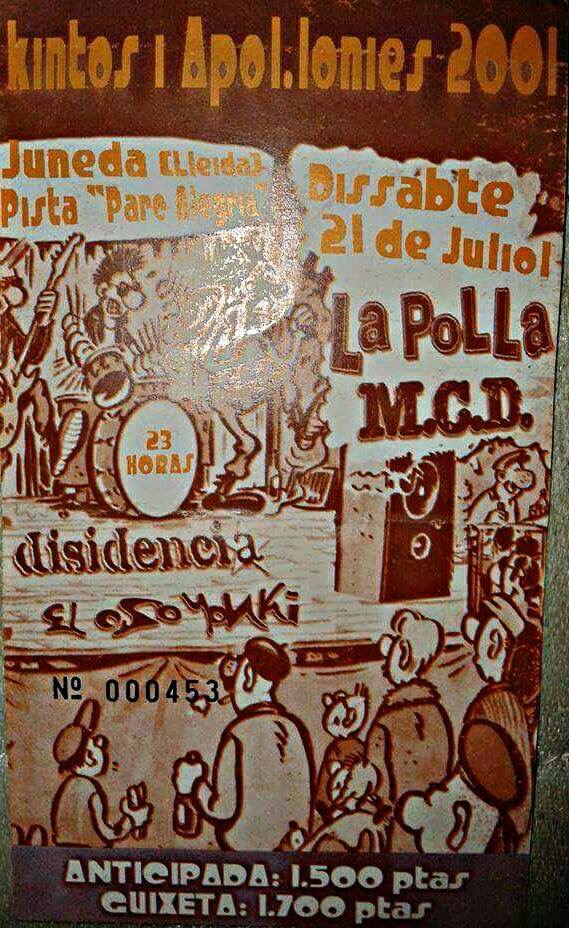 kintos i Apol.lonies 2001
Juneda (Lleida)
Pista "Pare Alegria"
Dissabte
21 de Juliol
La Polla
M.C.D.
23
HORAS
disidencia
El oso yonki
Nº 000453
ANTICIPADA: 1.500 ptas
GUIXETA: 1.700 ptas